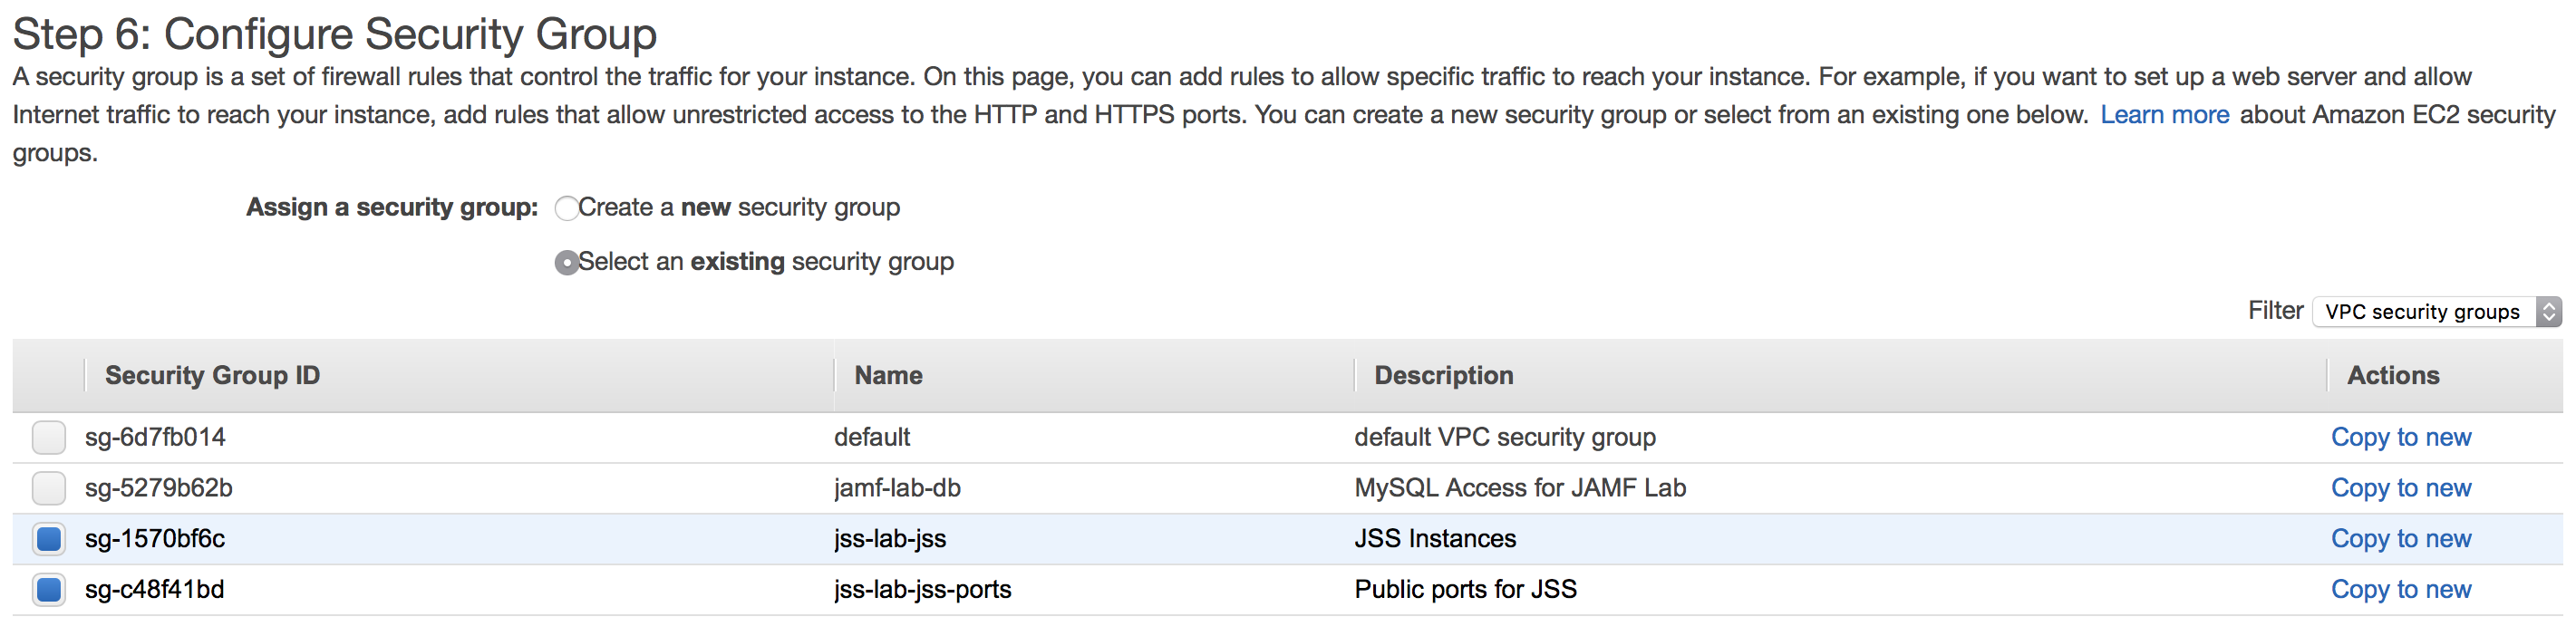 Step 6: Configure Security Group
A security group is a set of firewall rules that control the traffic for your instance. On this page, you can add rules to allow specific traffic to reach your instance. For example, if you want to set up a web server and allow
Internet traffic to reach your instance, add rules that allow unrestricted access to the HTTP and HTTPS ports. You can create a new security group or select from an existing one below. Learn more about Amazon EC2 security
groups.
Assign a security group: Create a new security group
Select an existing security group
Filter VPC security groups
Security Group ID Name Description Actions
sg-6d7fb014 default default VPC security group Copy to new
sg-5279b62b jamf-lab-db MySQL Access for JAMF Lab Copy to new
sg-1570bf6c jss-lab-jss JSS Instances Copy to new
sg-c48f41bd jss-lab-jss-ports Public ports for JSS Copy to new